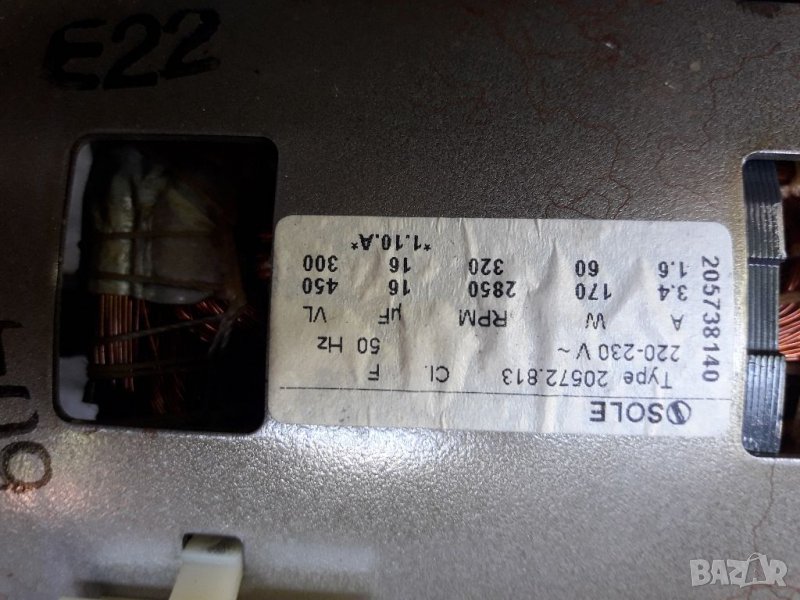 E22
SOLE
Type 20572.813 Cl. F
220-230 V~ 50 Hz
A W RPM µF VL
3.4 170 2850 16 450
1.6 60 320 16 300
*1.10.A*
205738140
BAZAR